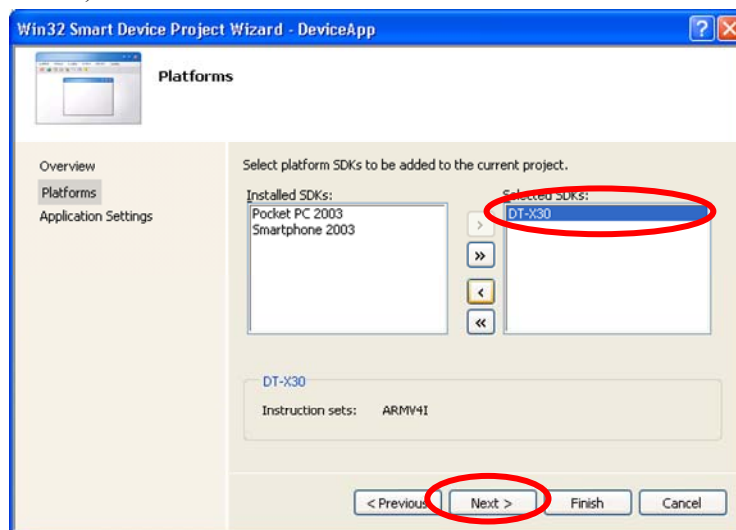 Win32 Smart Device Project Wizard - DeviceApp
Platforms
Overview
Platforms
Application Settings
Select platform SDKs to be added to the current project.
Installed SDKs:
Pocket PC 2003
Smartphone 2003
Selected SDKs:
DT-X30
>
»
<
«
DT-X30
Instruction sets: ARMV4I
< Previous
Next >
Finish
Cancel